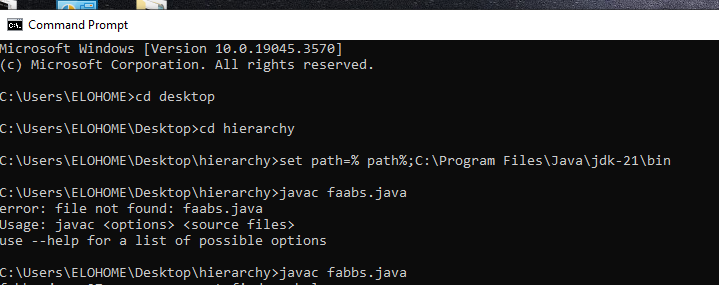 Command Prompt
Microsoft Windows [Version 10.0.19045.3570]
(c) Microsoft Corporation. All rights reserved.
C:\Users\ELOHOME>cd desktop
C:\Users\ELOHOME\Desktop>cd hierarchy
C:\Users\ELOHOME\Desktop\hierarchy>set path=% path%;C:\Program Files\Java\jdk-21\bin
C:\Users\ELOHOME\Desktop\hierarchy>javac faabs.java
error: file not found: faabs.java
Usage: javac <options> <source files>
use --help for a list of possible options
C:\Users\ELOHOME\Desktop\hierarchy>javac fabbs.java